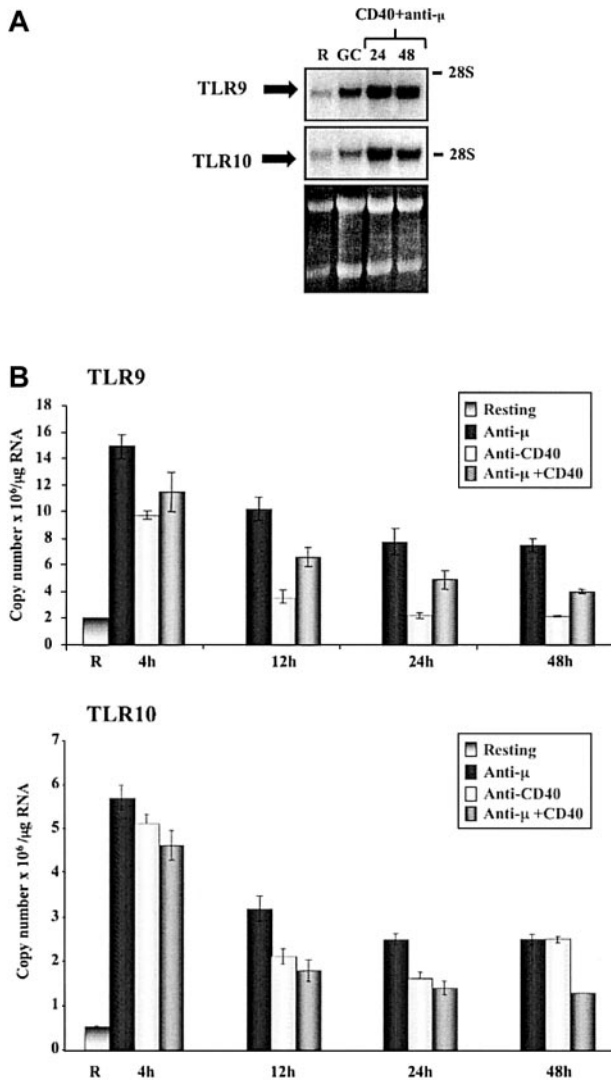 A
CD40+anti-μ
R GC 24 48
28S
TLR9
TLR10
28S
B
TLR9
Copy number x 10⁶/μg RNA
18
16
14
12
10
8
6
4
2
0
R 4h 12h 24h 48h
Resting
Anti-μ
Anti-CD40
Anti-μ +CD40
TLR10
Copy number x 10⁶/μg RNA
7
6
5
4
3
2
1
0
R 4h 12h 24h 48h
Resting
Anti-μ
Anti-CD40
Anti-μ +CD40